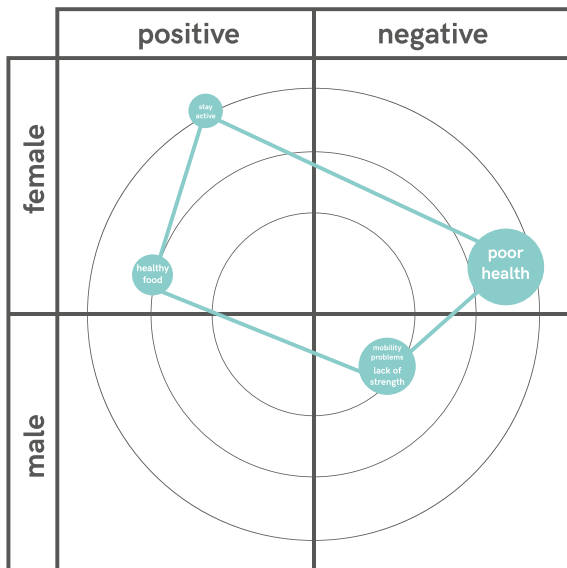 positive
negative
female
stay
active
healthy
food
poor
health
male
mobility
problems
lack of
strength